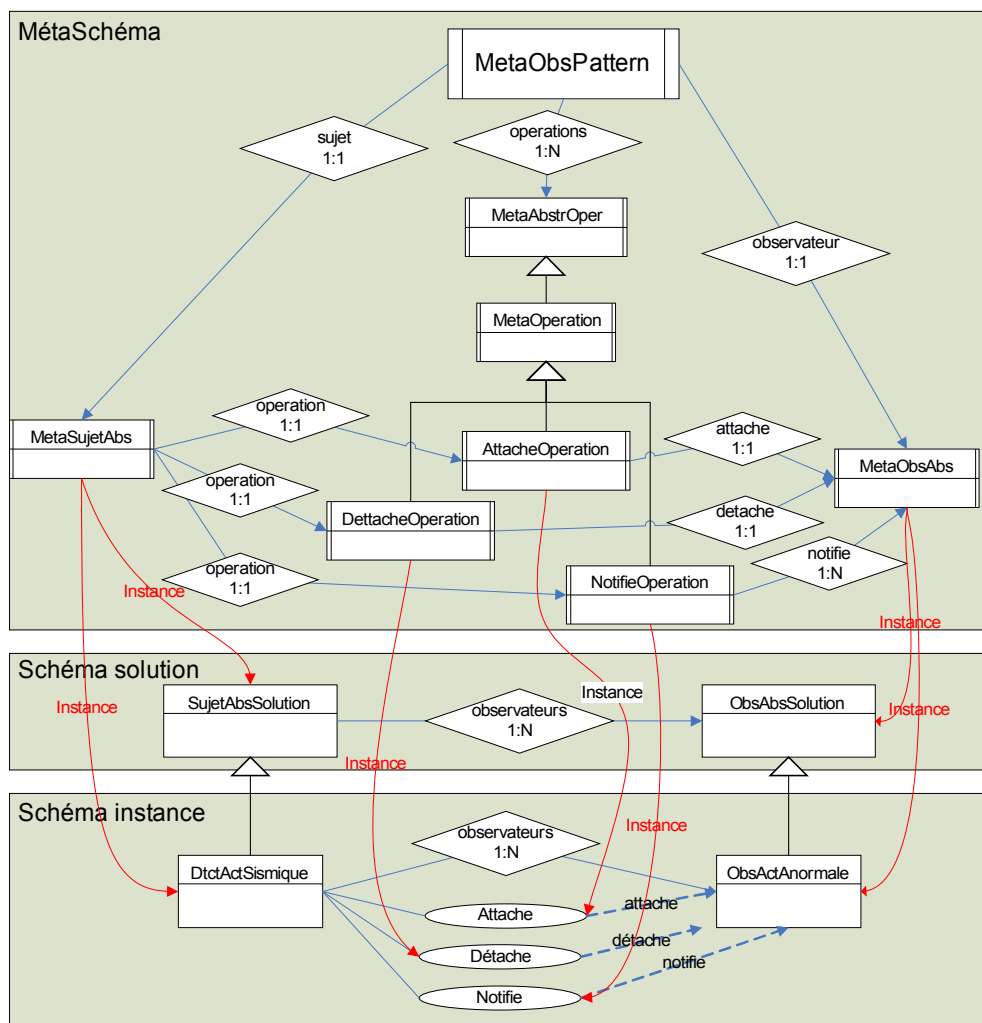 MétaSchéma
MetaObsPattern
sujet
1:1
operations
1:N
MetaAbstrOper
observateur
1:1
MetaOperation
operation
1:1
MetaSujetAbs
AttacheOperation
attache
1:1
MetaObsAbs
operation
1:1
DettacheOperation
detache
1:1
operation
1:1
NotifieOperation
notifie
1:N
Instance
Instance
Schéma solution
SujetAbsSolution
Instance
ObsAbsSolution
Instance
observateurs
1:N
Instance
Instance
Schéma instance
Instance
observateurs
1:N
DtctActSismique
ObsActAnormale
Attache
attache
Détache
détache
notifie
Notifie